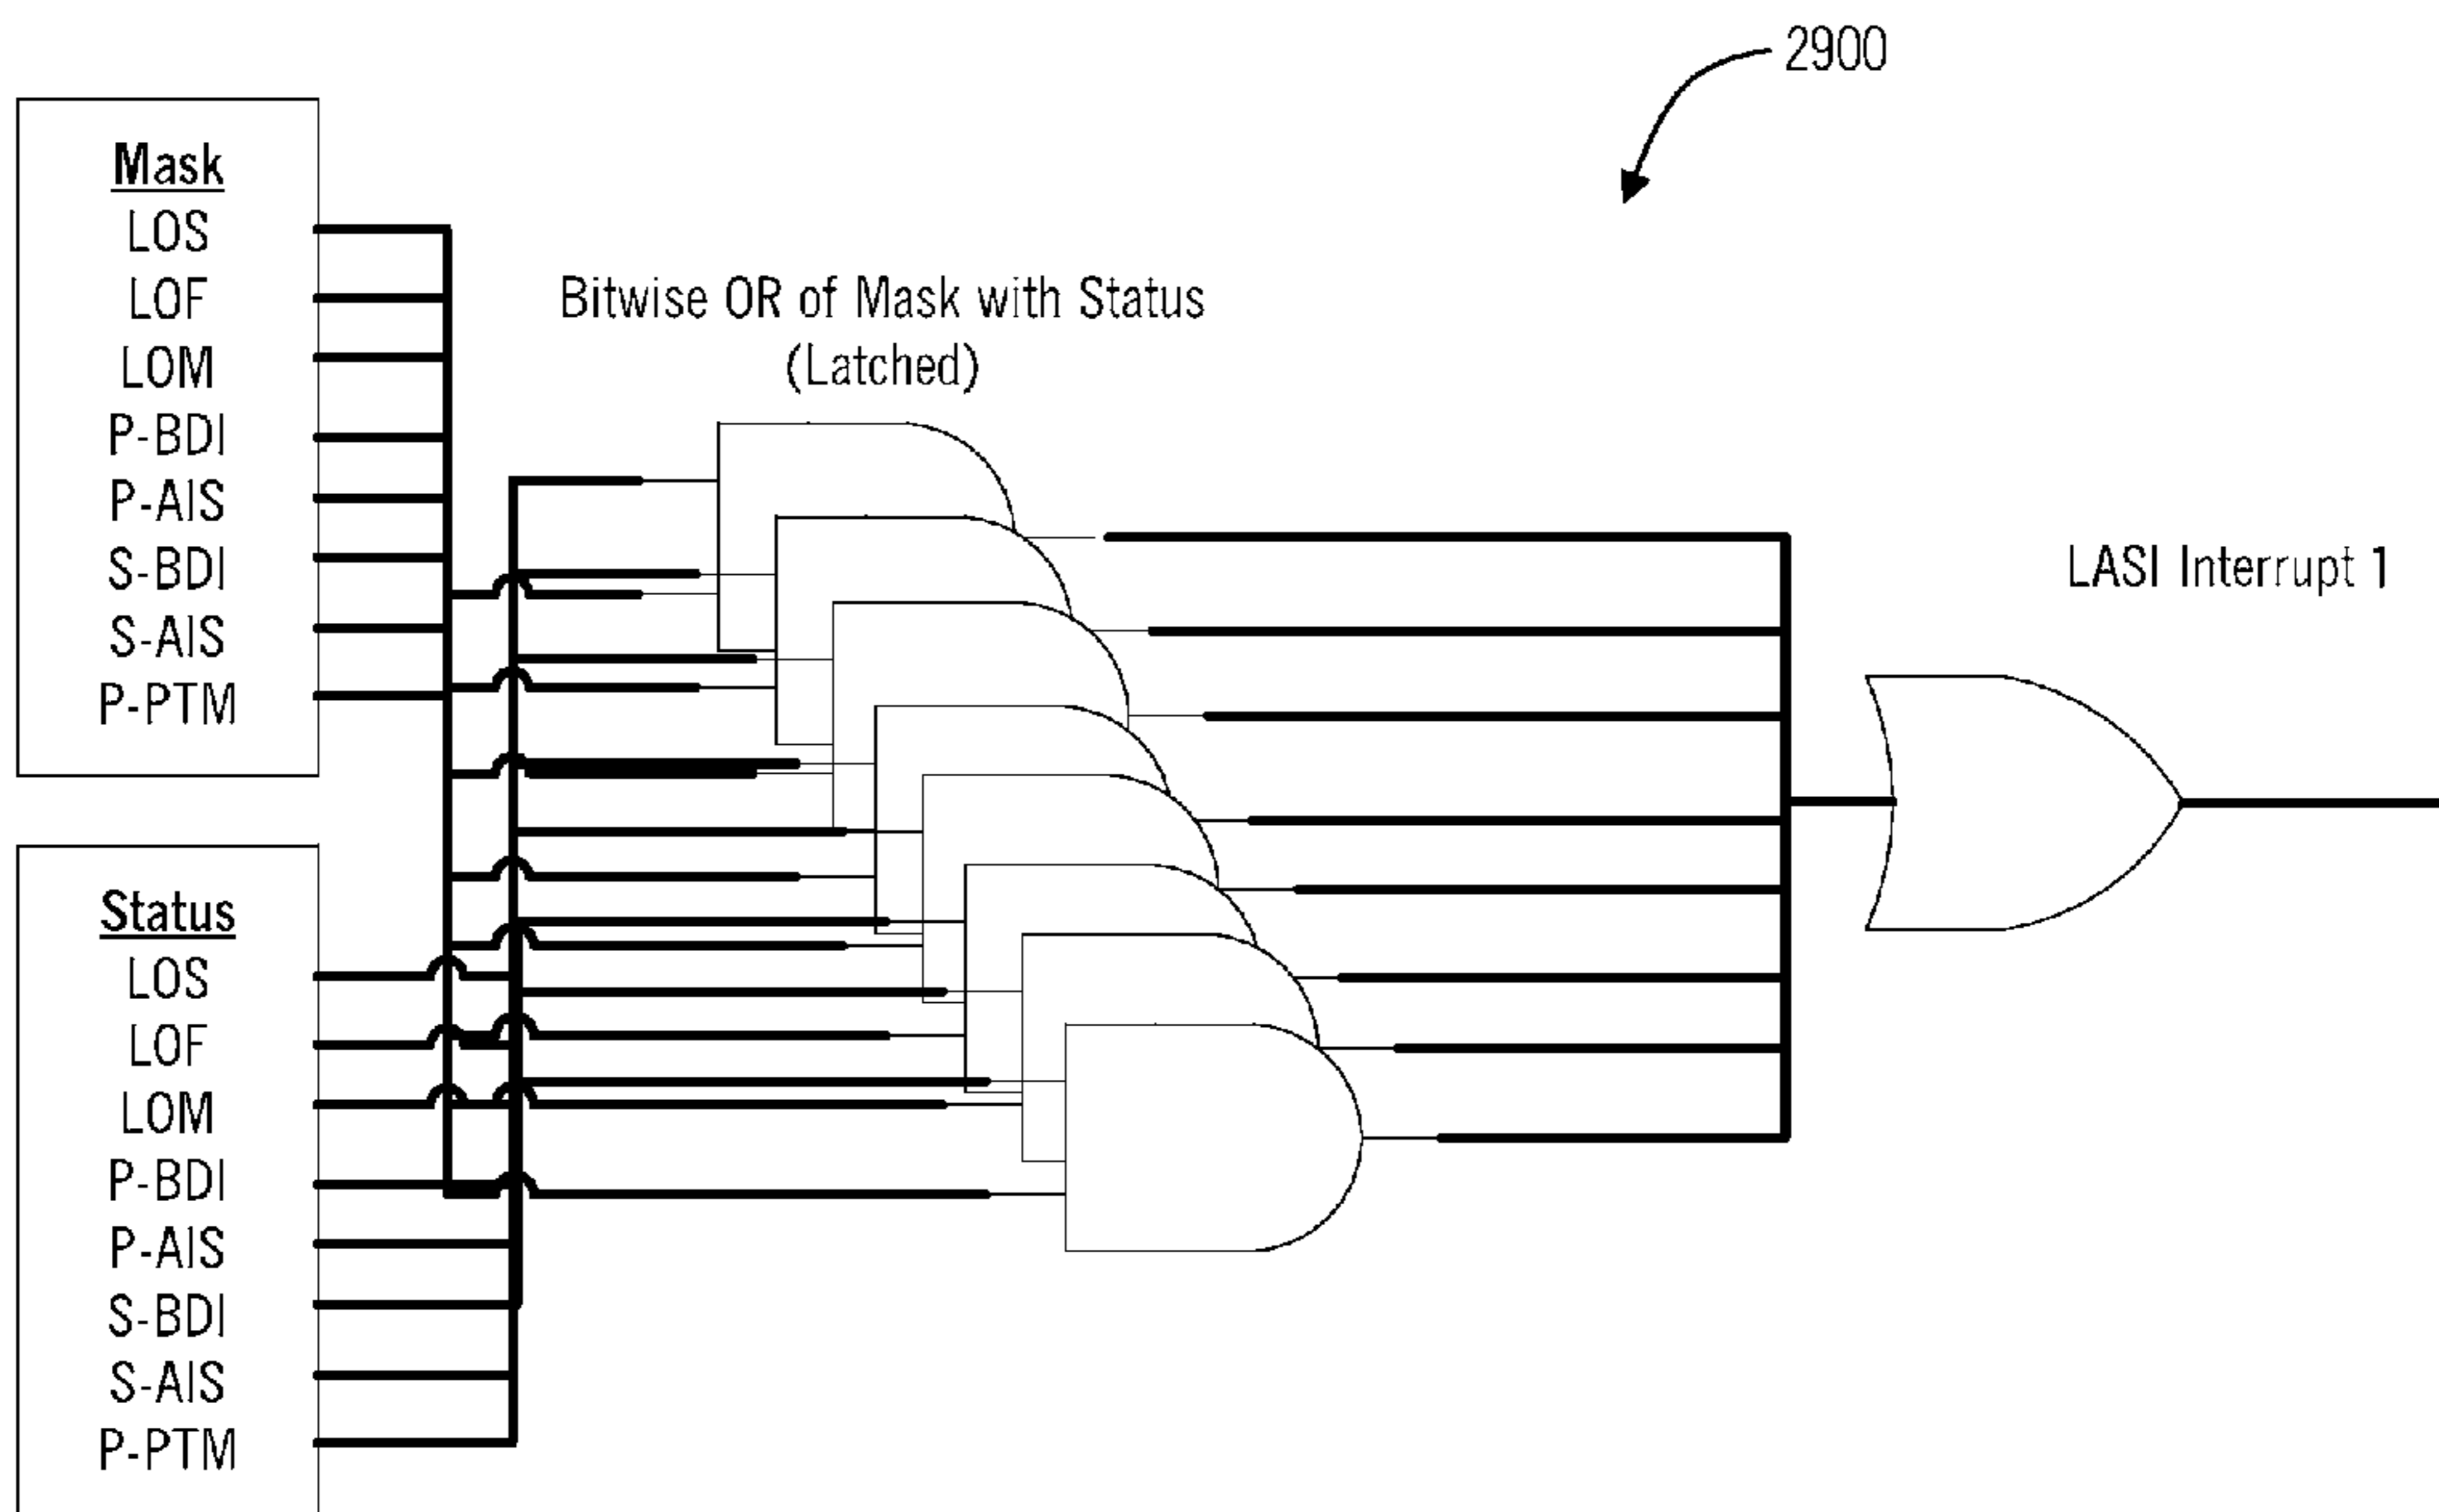 2900
Mask
LOS
LOF
LOM
P-BDI
P-AIS
S-BDI
S-AIS
P-PTM
Bitwise OR of Mask with Status
(Latched)
LASI Interrupt 1
Status
LOS
LOF
LOM
P-BDI
P-AIS
S-BDI
S-AIS
P-PTM